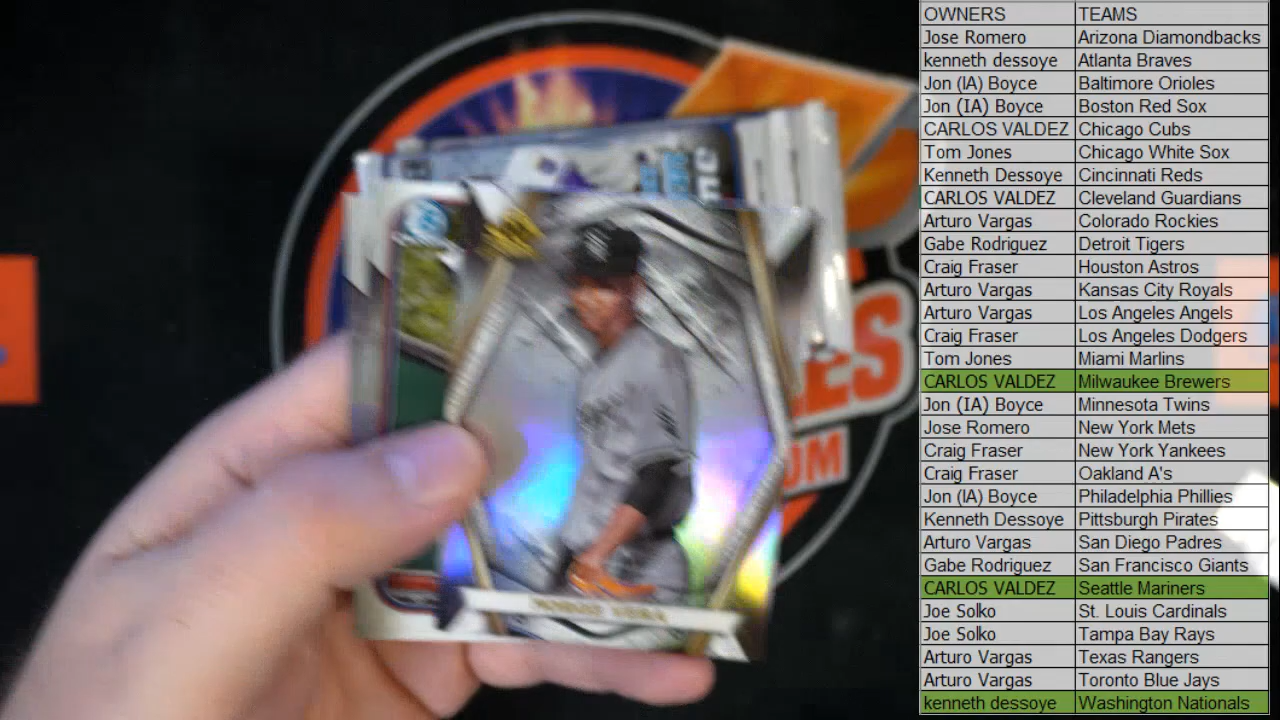 OWNERS TEAMS
Jose Romero Arizona Diamondbacks
kenneth dessoye Atlanta Braves
Jon (IA) Boyce Baltimore Orioles
Jon (IA) Boyce Boston Red Sox
CARLOS VALDEZ Chicago Cubs
Tom Jones Chicago White Sox
Kenneth Dessoye Cincinnati Reds
CARLOS VALDEZ Cleveland Guardians
Arturo Vargas Colorado Rockies
Gabe Rodriguez Detroit Tigers
Craig Fraser Houston Astros
Arturo Vargas Kansas City Royals
Arturo Vargas Los Angeles Angels
Craig Fraser Los Angeles Dodgers
Tom Jones Miami Marlins
CARLOS VALDEZ Milwaukee Brewers
Jon (IA) Boyce Minnesota Twins
Jose Romero New York Mets
Craig Fraser New York Yankees
Craig Fraser Oakland A's
Jon (IA) Boyce Philadelphia Phillies
Kenneth Dessoye Pittsburgh Pirates
Arturo Vargas San Diego Padres
Gabe Rodriguez San Francisco Giants
CARLOS VALDEZ Seattle Mariners
Joe Solko St. Louis Cardinals
Joe Solko Tampa Bay Rays
Arturo Vargas Texas Rangers
Arturo Vargas Toronto Blue Jays
kenneth dessoye Washington Nationals